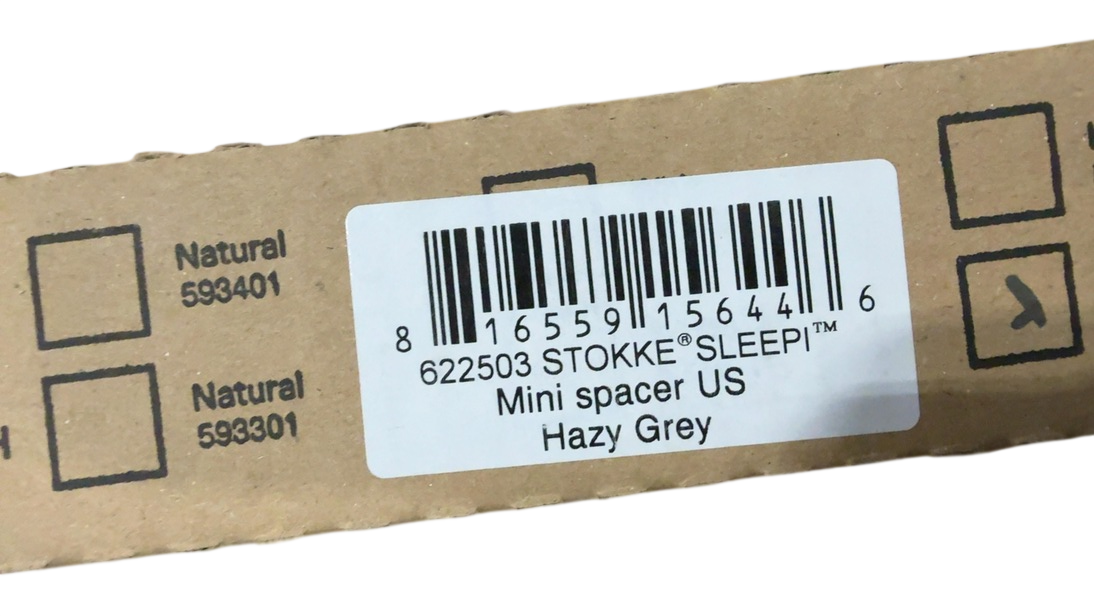 Natural
593401
Natural
593301
8 16559 15644 6
622503 STOKKE® SLEEPI™
Mini spacer US
Hazy Grey